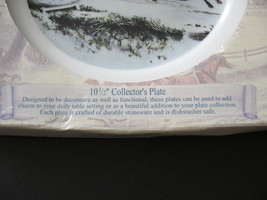 10 1/2" Collector's Plate
Designed to be decorative as well as functional, these plates can be used to add
charm to your daily table setting or as a beautiful addition to your plate collection.
Each plate is crafted of durable stoneware and is dishwasher safe.